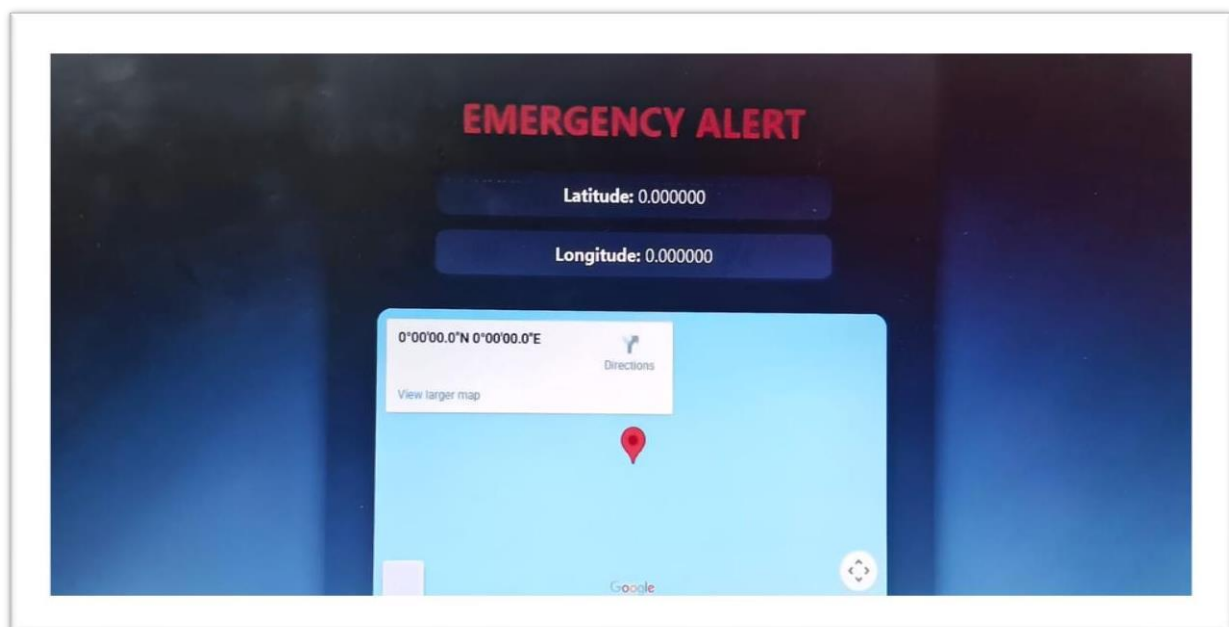 EMERGENCY ALERT
Latitude: 0.000000
Longitude: 0.000000
0°00'00.0"N 0°00'00.0"E
Directions
View larger map
Google